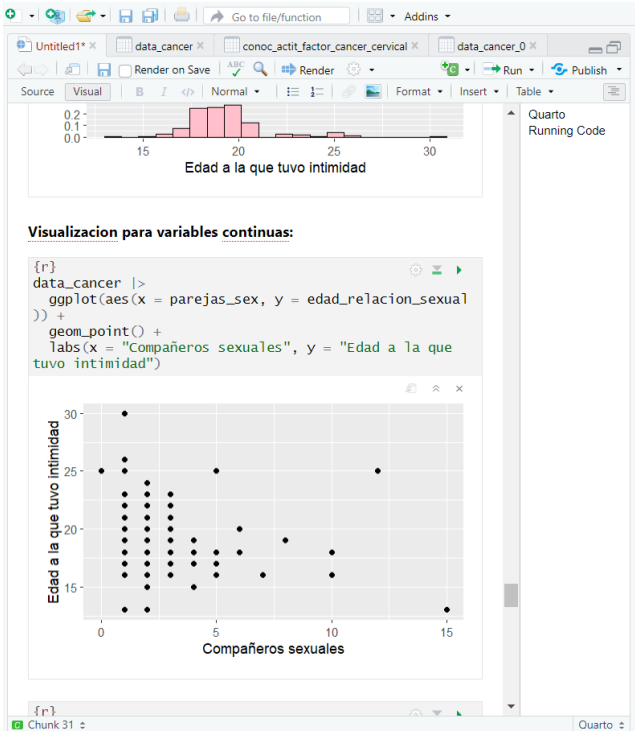 Go to file/function
Addins
Untitled1* × data_cancer × conoc_actit_factor_cancer_cervical × data_cancer_0 ×
Render on Save ABC Render Run Publish
Source Visual B I </> Normal Format Insert Table
0.2
0.1
0.0
15 20 25 30
Edad a la que tuvo intimidad
Quarto
Running Code
Visualizacion para variables continuas:
{r}
data_cancer |>
ggplot(aes(x = parejas_sex, y = edad_relacion_sexual
)) +
geom_point() +
labs(x = "Compañeros sexuales", y = "Edad a la que
tuvo intimidad")
30
25
20
15
Edad a la que tuvo intimidad
0 5 10 15
Compañeros sexuales
{r}
C Chunk 31 Quarto